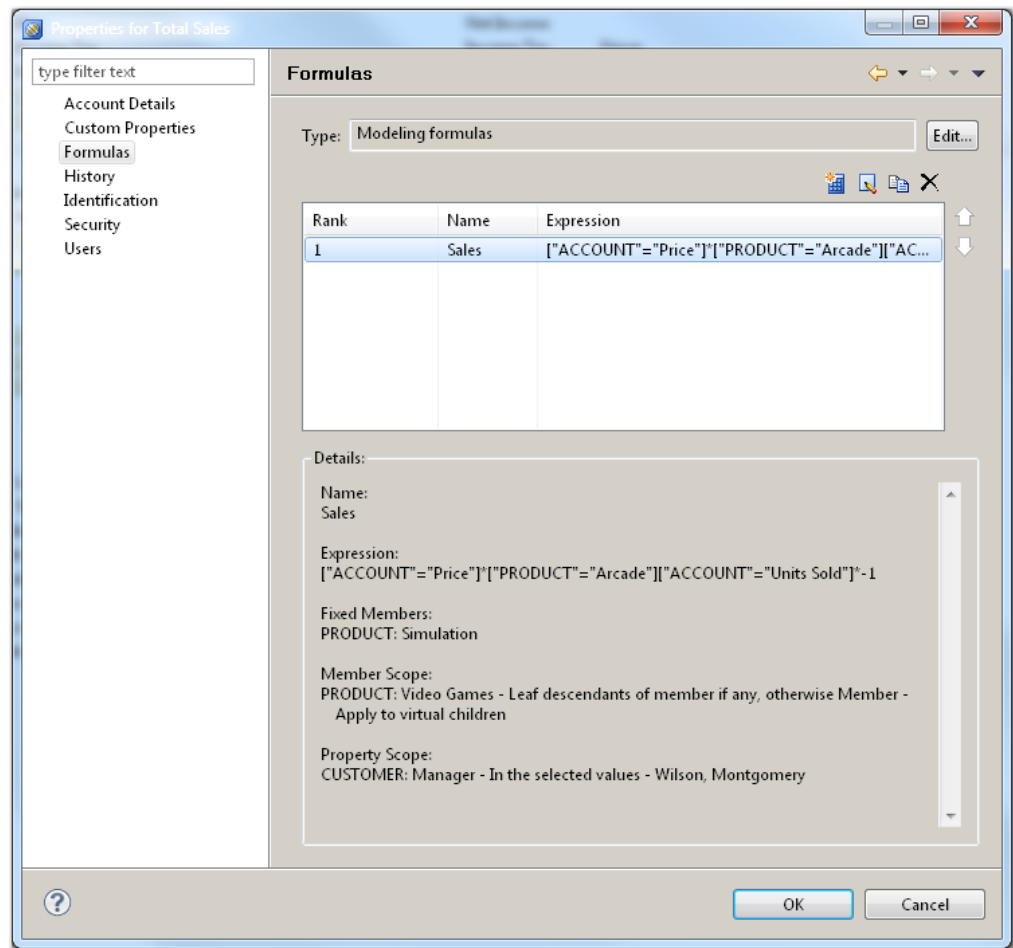 Properties for Total Sales
type filter text
Account Details
Custom Properties
Formulas
History
Identification
Security
Users
Formulas
Type: Modeling formulas Edit...
Rank Name Expression
1 Sales ["ACCOUNT"="Price"]*["PRODUCT"="Arcade"]["AC...
Details:
Name:
Sales
Expression:
["ACCOUNT"="Price"]*["PRODUCT"="Arcade"]["ACCOUNT"="Units Sold"]*-1
Fixed Members:
PRODUCT: Simulation
Member Scope:
PRODUCT: Video Games - Leaf descendants of member if any, otherwise Member -
Apply to virtual children
Property Scope:
CUSTOMER: Manager - In the selected values - Wilson, Montgomery
OK Cancel